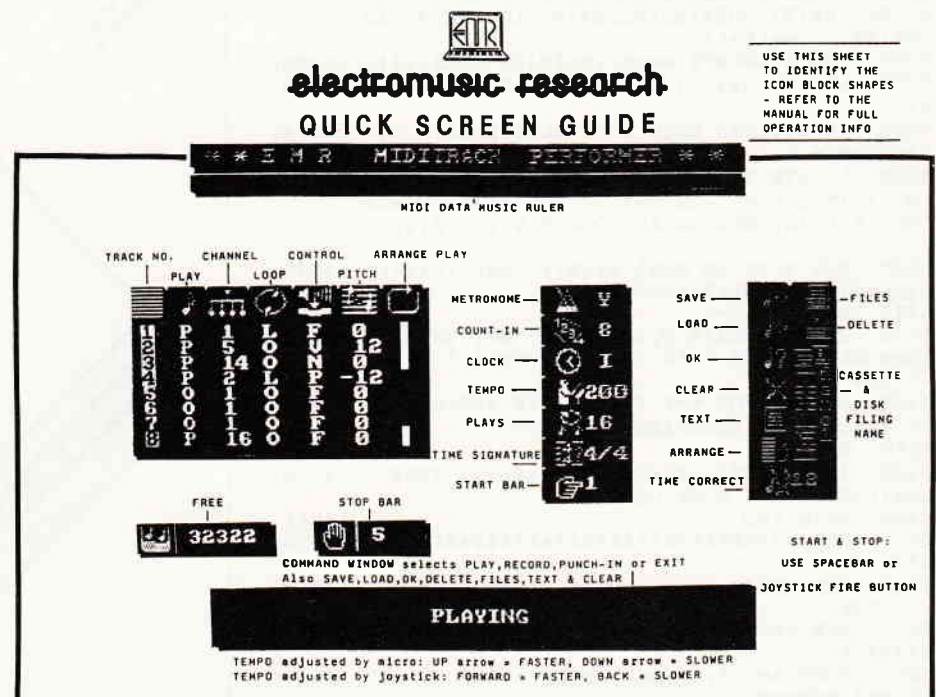 EMR
electromusic research
QUICK SCREEN GUIDE
USE THIS SHEET
TO IDENTIFY THE
ICON BLOCK SHAPES
- REFER TO THE
MANUAL FOR FULL
OPERATION INFO
* * E M R MIDITRACK PERFORMER * *
MIDI DATA MUSIC RULER
TRACK NO. CHANNEL CONTROL ARRANGE PLAY
PLAY LOOP PITCH
1 P 1 L F 0
2 P 5 O V 12
3 P 14 O N 0
4 P 2 L P -12
5 O 1 O F 0
6 O 1 O F 0
7 O 1 O F 0
8 P 16 O F 0
METRONOME
COUNT-IN 8
CLOCK I
TEMPO 200
PLAYS 16
TIME SIGNATURE 4/4
START BAR 1
SAVE FILES
LOAD DELETE
OK
CLEAR
TEXT
ARRANGE
TIME CORRECT
CASSETTE
&
DISK
FILING
NAME
FREE
32322
STOP BAR
5
START & STOP:
USE SPACEBAR or
JOYSTICK FIRE BUTTON
COMMAND WINDOW selects PLAY,RECORD,PUNCH-IN or EXIT
Also SAVE,LOAD,OK,DELETE,FILES,TEXT & CLEAR
PLAYING
TEMPO adjusted by micro: UP arrow = FASTER, DOWN arrow = SLOWER
TEMPO adjusted by joystick: FORWARD = FASTER, BACK = SLOWER